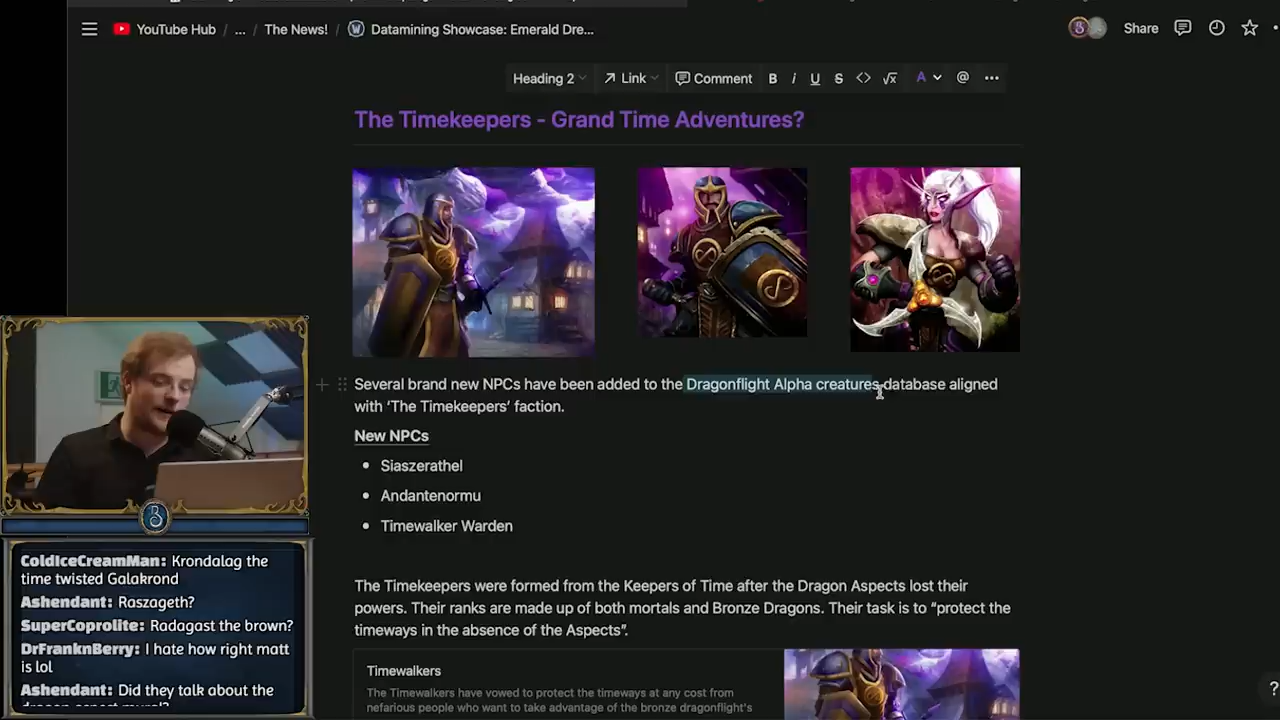 YouTube Hub / ... / The News! / Datamining Showcase: Emerald Dre...
Share
Heading 2
Link
Comment
B i U S <> √x A @ •••
The Timekeepers - Grand Time Adventures?
Several brand new NPCs have been added to the Dragonflight Alpha creatures database aligned
with ‘The Timekeepers’ faction.
New NPCs
• Siaszerathel
• Andantenormu
• Timewalker Warden
The Timekeepers were formed from the Keepers of Time after the Dragon Aspects lost their
powers. Their ranks are made up of both mortals and Bronze Dragons. Their task is to “protect the
timeways in the absence of the Aspects”.
Timewalkers
The Timewalkers have vowed to protect the timeways at any cost from
nefarious people who want to take advantage of the bronze dragonflight's
?
B
ColdIceCreamMan: Krondalag the
time twisted Galakrond
Ashendant: Raszageth?
SuperCoprolite: Radagast the brown?
DrFranknBerry: I hate how right matt
is lol
Ashendant: Did they talk about the
dragon aspect mural?